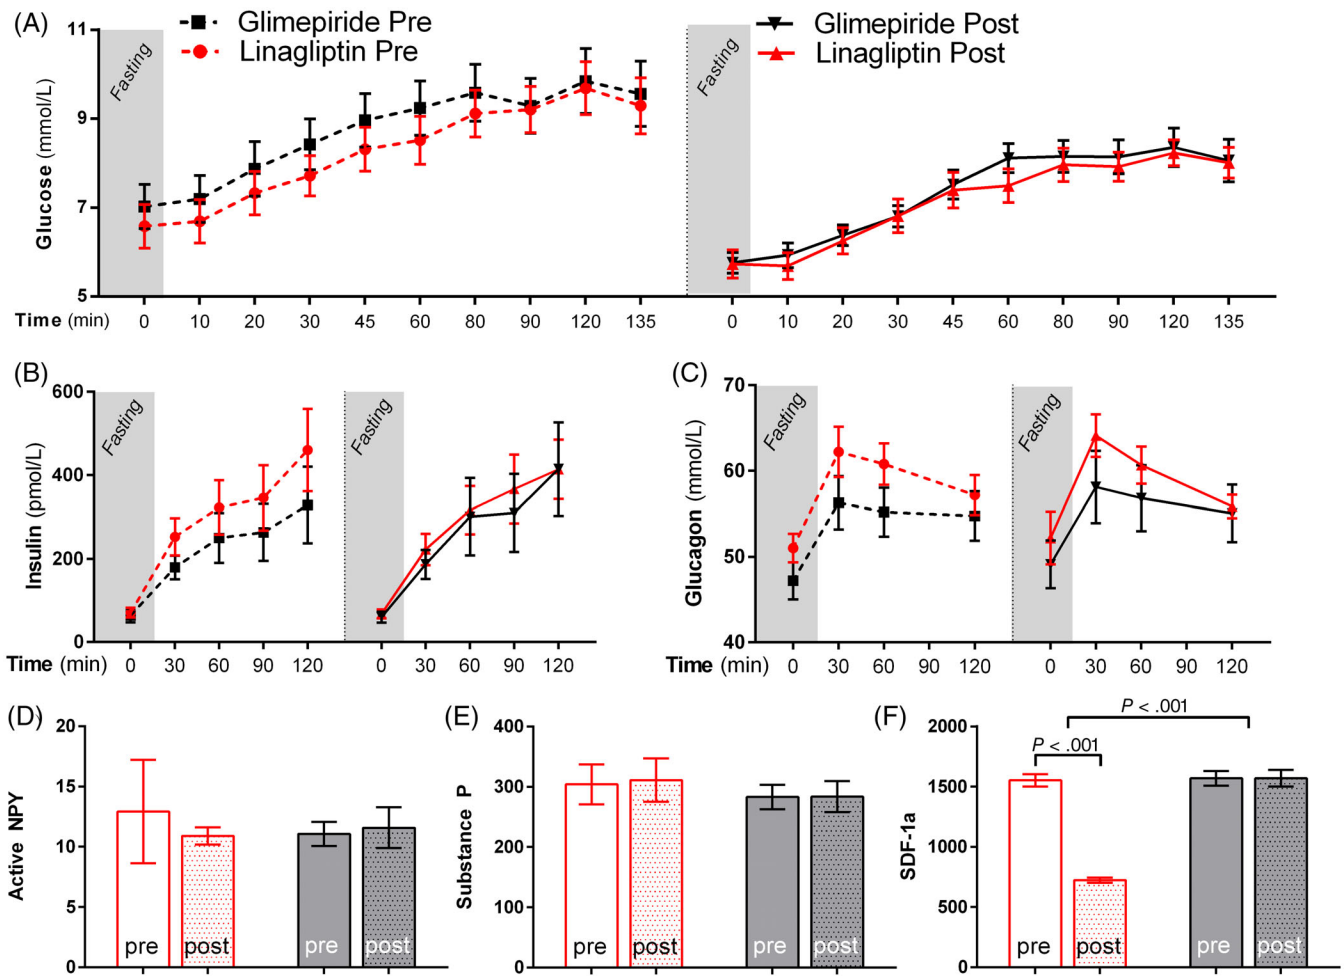 (A)
Glimepiride Pre
Linagliptin Pre
Glimepiride Post
Linagliptin Post
Fasting
Fasting
Glucose (mmol/L)
11
9
7
5
Time (min) 0 10 20 30 45 60 80 90 120 135 0 10 20 30 45 60 80 90 120 135
(B)
Insulin (pmol/L)
600
400
200
0
Fasting
Fasting
Time (min) 0 30 60 90 120 0 30 60 90 120
(C)
Glucagon (mmol/L)
70
60
50
40
Fasting
Fasting
Time (min) 0 30 60 90 120 0 30 60 90 120
(D)
Active NPY
20
15
10
5
0
pre post pre post
(E)
Substance P
400
300
200
100
0
pre post pre post
(F)
SDF-1a
2000
1500
1000
500
0
P < .001
P < .001
pre post pre post